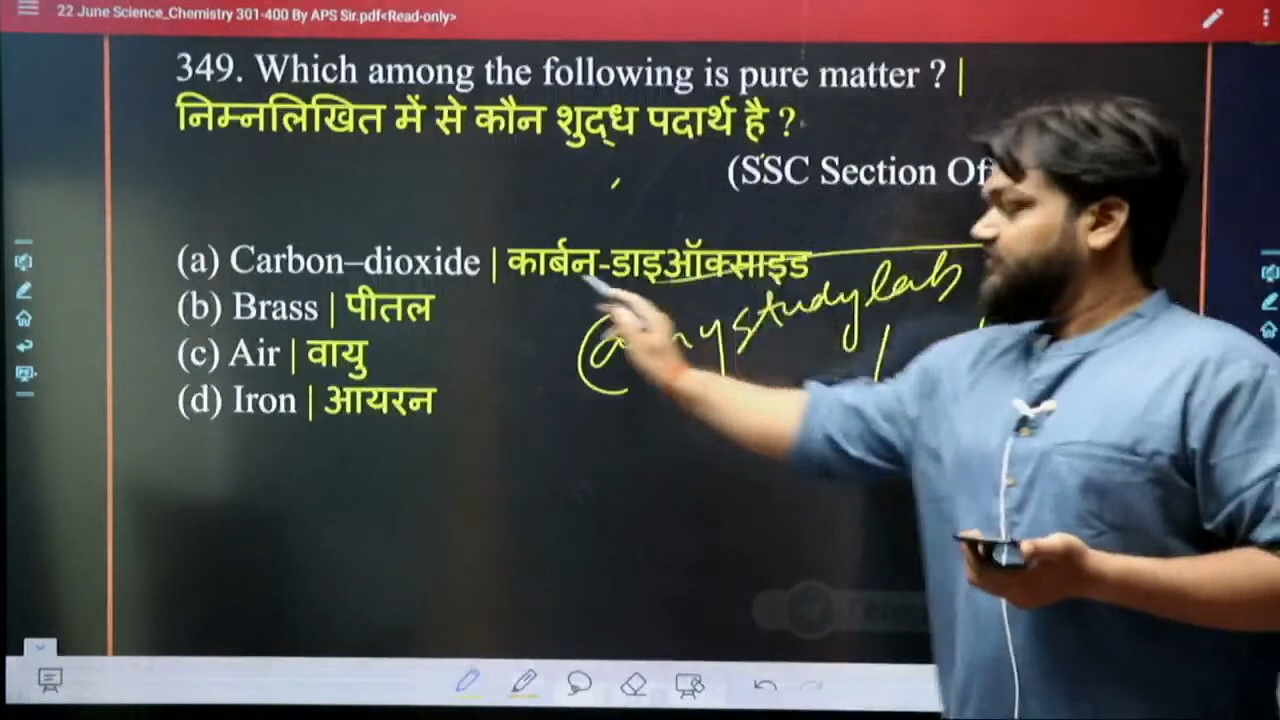 22 June Science_Chemistry 301-400 By APS Sir.pdf<Read-only>
349. Which among the following is pure matter ? |
निम्नलिखित में से कौन शुद्ध पदार्थ है ?
(SSC Section Of
(a) Carbon–dioxide | कार्बन-डाइऑक्साइड
(b) Brass | पीतल
(c) Air | वायु
(d) Iron | आयरन
@mystudylab